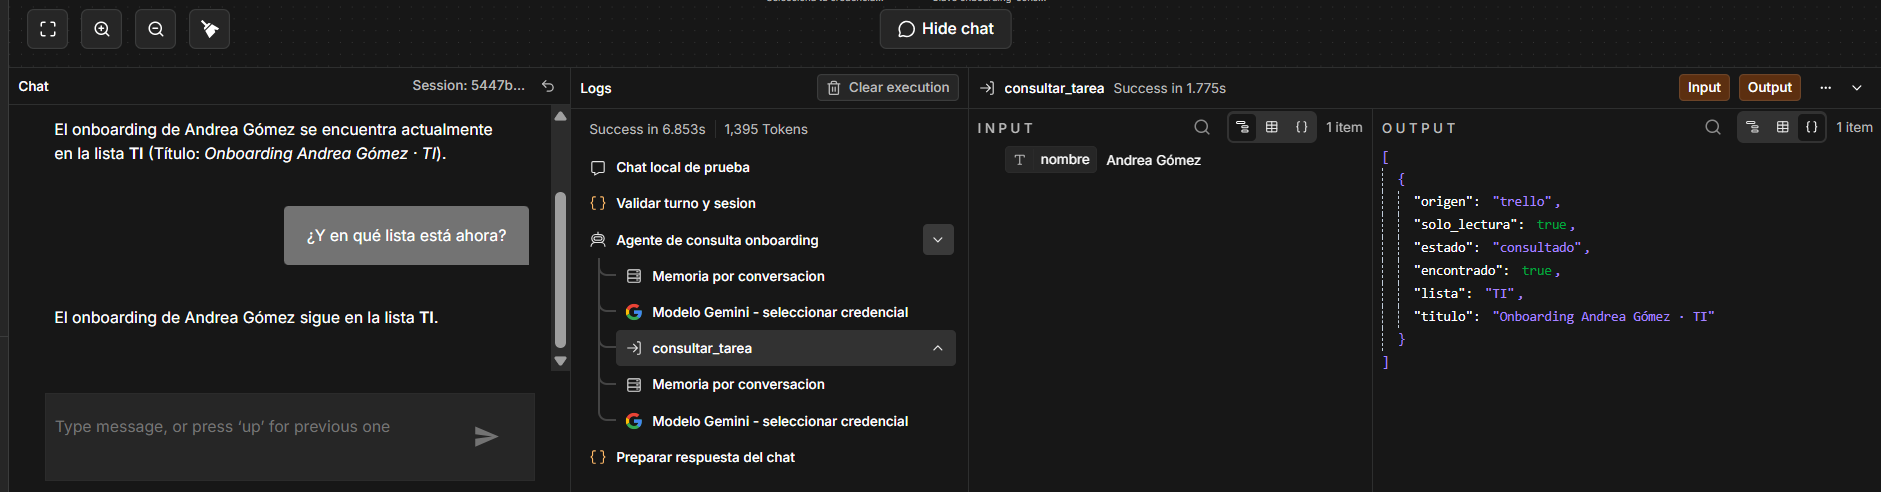 Hide chat
Chat
Session: 5447b...
El onboarding de Andrea Gómez se encuentra actualmente
en la lista TI (Título: Onboarding Andrea Gómez · TI).
¿Y en qué lista está ahora?
El onboarding de Andrea Gómez sigue en la lista TI.
Type message, or press ‘up’ for previous one
Logs
Clear execution
Success in 6.853s
1,395 Tokens
Chat local de prueba
Validar turno y sesion
Agente de consulta onboarding
Memoria por conversacion
Modelo Gemini - seleccionar credencial
consultar_tarea
Memoria por conversacion
Modelo Gemini - seleccionar credencial
Preparar respuesta del chat
consultar_tarea Success in 1.775s
Input
Output
...
INPUT
1 item
T nombre Andrea Gómez
OUTPUT
1 item
[
{
"origen": "trello",
"solo_lectura": true,
"estado": "consultado",
"encontrado": true,
"lista": "TI",
"titulo": "Onboarding Andrea Gómez · TI"
}
]